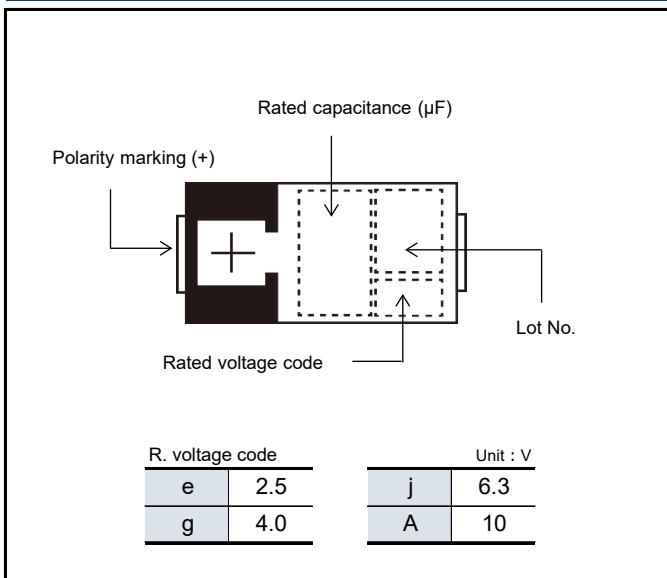 Rated capacitance (µF)
Polarity marking (+)
+
Lot No.
Rated voltage code
R. voltage code
Unit : V
e 2.5 j 6.3
g 4.0 A 10